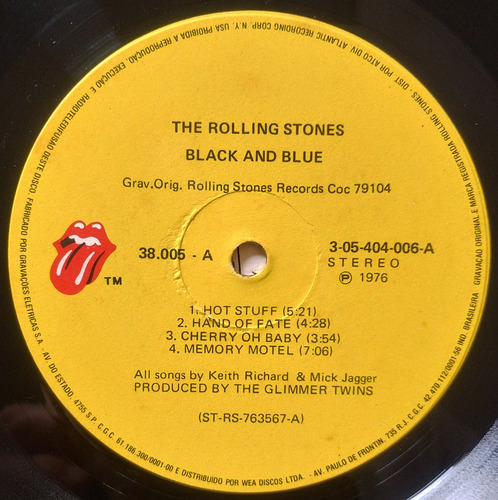 THE ROLLING STONES
BLACK AND BLUE
Grav.Orig. Rolling Stones Records Coc 79104
38.005 - A
3-05-404-006-A
STEREO
Ⓟ 1976
TM
1. HOT STUFF (5:21)
2. HAND OF FATE (4:28)
3. CHERRY OH BABY (3:54)
4. MEMORY MOTEL (7:06)
All songs by Keith Richard & Mick Jagger
PRODUCED BY THE GLIMMER TWINS
(ST-RS-763567-A)
FABRICADO POR GRAVAÇÕES ELETRICAS S.A. - AV. DO ESTADO, 4755 S.P. C.G.C. 61.186.300/0001-00 E DISTRIBUIDO POR WEA DISCOS LTDA. - AV. PAULO DE FRONTIN, 735 R.J. C.G.C. 42.470.112/0001-56 IND. BRASILEIRA
GRAVAÇÃO ORIGINAL E MARCA REGISTRADA ROLLING STONES - DIST. POR ATCO DIV. ATLANTIC RECORDING CORP. N.Y. USA PROIBIDA A REPRODUÇÃO, EXECUÇÃO E RADIOTELEDIFUSÃO DESTE DISCO